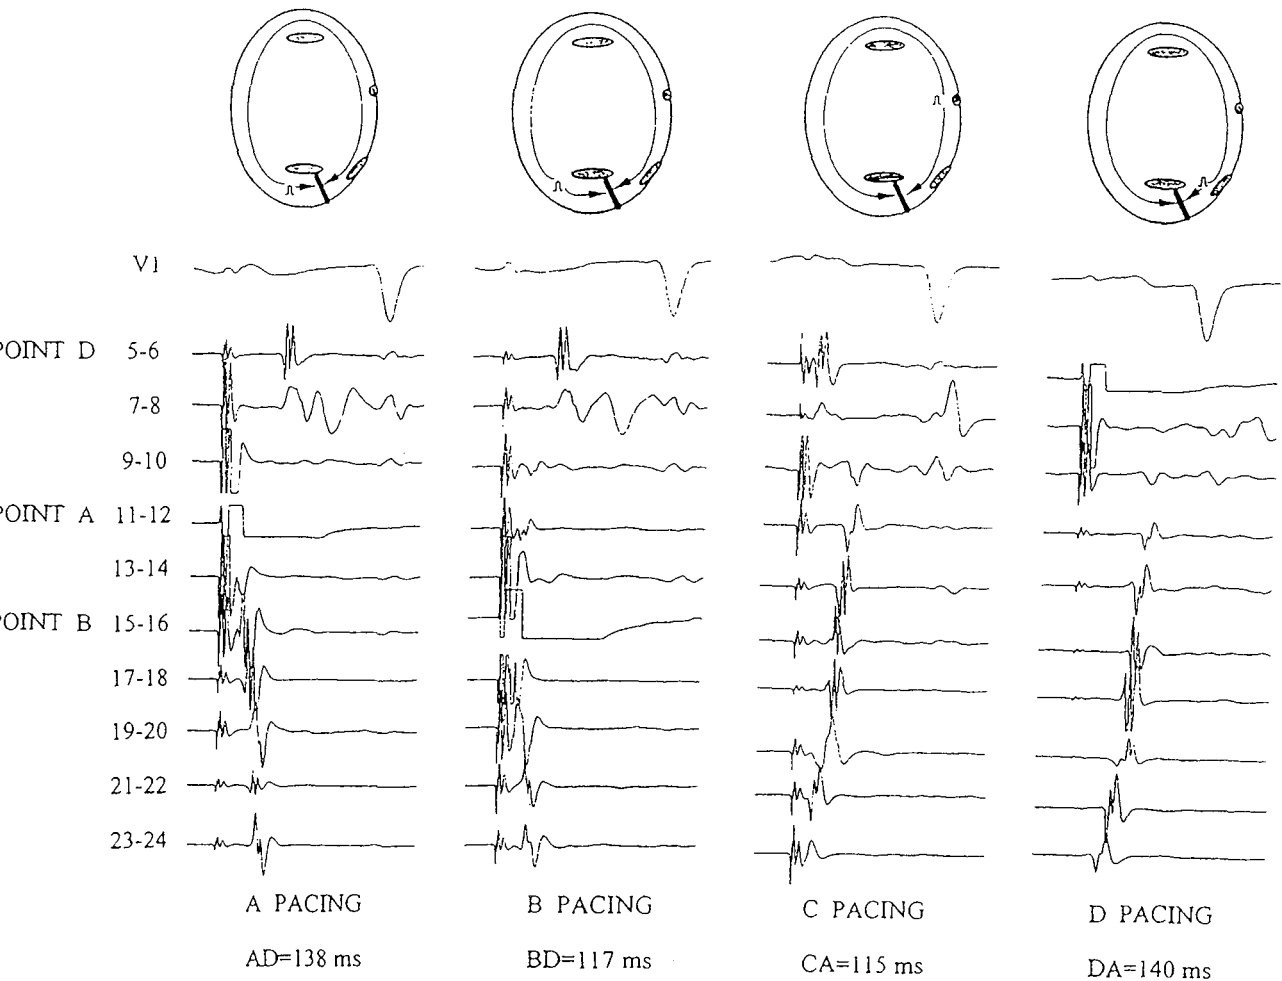 V1
POINT D 5-6
7-8
9-10
POINT A 11-12
13-14
POINT B 15-16
17-18
19-20
21-22
23-24
A PACING B PACING C PACING D PACING
AD=138 ms BD=117 ms CA=115 ms DA=140 ms